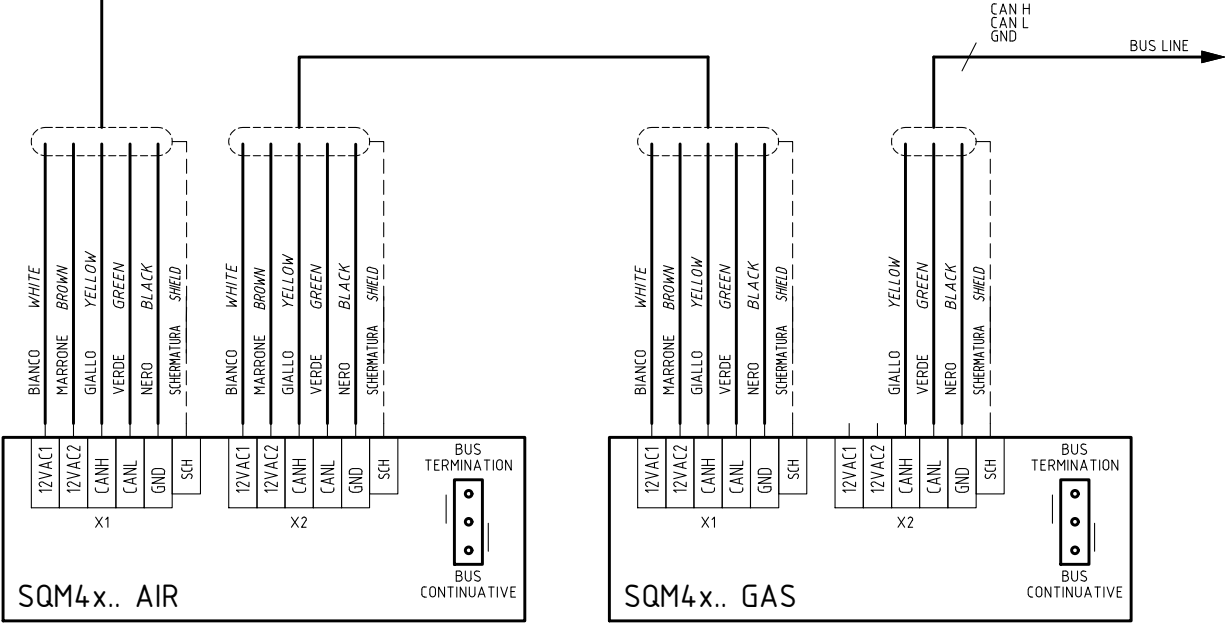 CAN H
CAN L
GND
BUS LINE
WHITE
BROWN
YELLOW
GREEN
BLACK
SHIELD
BIANCO
MARRONE
GIALLO
VERDE
NERO
SCHERMATURA
WHITE
BROWN
YELLOW
GREEN
BLACK
SHIELD
BIANCO
MARRONE
GIALLO
VERDE
NERO
SCHERMATURA
WHITE
BROWN
YELLOW
GREEN
BLACK
SHIELD
BIANCO
MARRONE
GIALLO
VERDE
NERO
SCHERMATURA
YELLOW
GREEN
BLACK
SHIELD
GIALLO
VERDE
NERO
SCHERMATURA
12VAC1
12VAC2
CANH
CANL
GND
SCH
X1
12VAC1
12VAC2
CANH
CANL
GND
SCH
X2
BUS
TERMINATION
BUS
CONTINUATIVE
SQM4x.. AIR
12VAC1
12VAC2
CANH
CANL
GND
SCH
X1
12VAC1
12VAC2
CANH
CANL
GND
SCH
X2
BUS
TERMINATION
BUS
CONTINUATIVE
SQM4x.. GAS